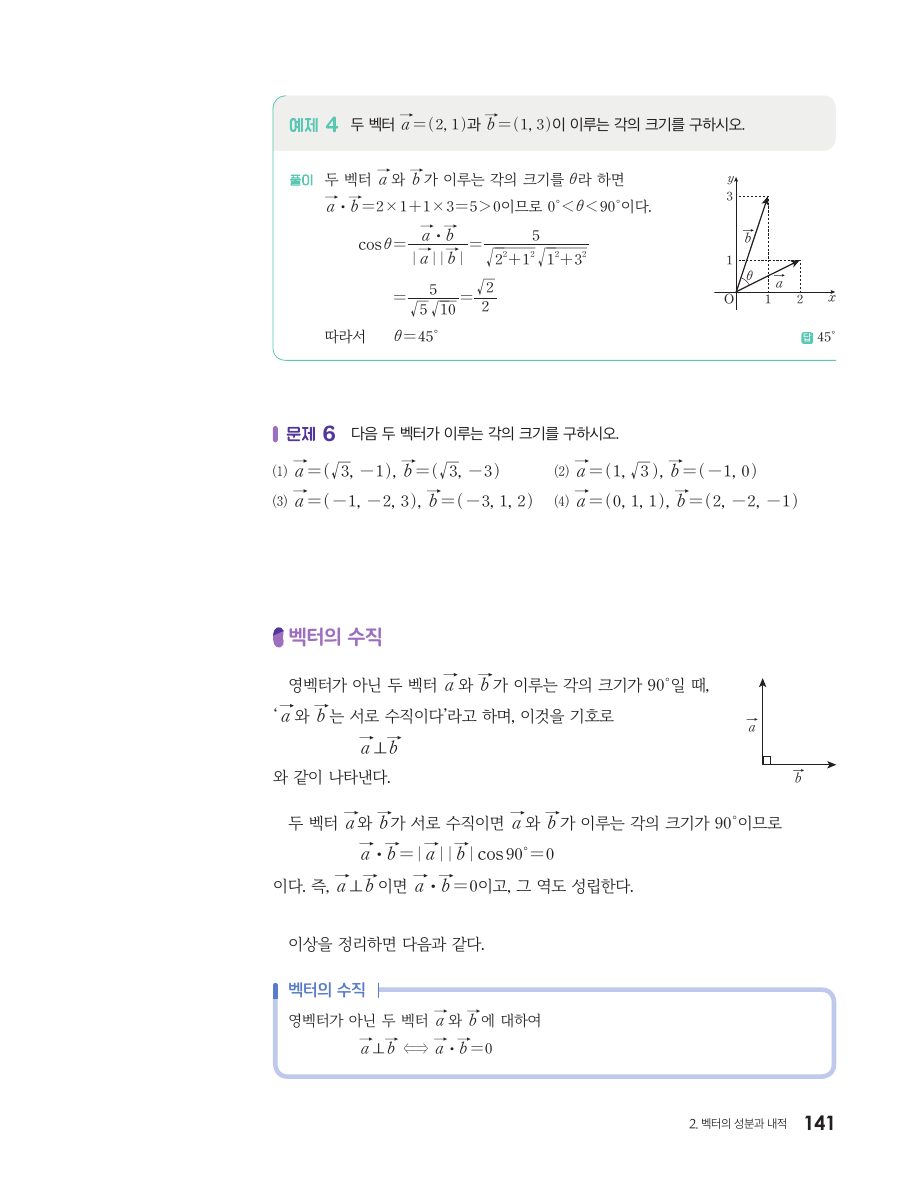 예제 4 두 벡터 a⃗=(2, 1)과 b⃗=(1, 3)이 이루는 각의 크기를 구하시오.
풀이 두 벡터 a⃗와 b⃗가 이루는 각의 크기를 θ라 하면
a⃗・b⃗=2×1+1×3=5>0이므로 0°<θ<90°이다.
cosθ=a⃗・b⃗/|a⃗||b⃗|=5/√2²+1²√1²+3²
=5/√5√10=√2/2
따라서 θ=45°
답 45°
y
3
b⃗
1
θ
a⃗
O 1 2 x
문제 6 다음 두 벡터가 이루는 각의 크기를 구하시오.
⑴ a⃗=(√3, -1), b⃗=(√3, -3) ⑵ a⃗=(1, √3), b⃗=(-1, 0)
⑶ a⃗=(-1, -2, 3), b⃗=(-3, 1, 2) ⑷ a⃗=(0, 1, 1), b⃗=(2, -2, -1)
벡터의 수직
영벡터가 아닌 두 벡터 a⃗와 b⃗가 이루는 각의 크기가 90°일 때,
‘a⃗와 b⃗는 서로 수직이다’라고 하며, 이것을 기호로
a⃗⊥b⃗
와 같이 나타낸다.
a⃗
b⃗
두 벡터 a⃗와 b⃗가 서로 수직이면 a⃗와 b⃗가 이루는 각의 크기가 90°이므로
a⃗・b⃗=|a⃗||b⃗|cos90°=0
이다. 즉, a⃗⊥b⃗이면 a⃗・b⃗=0이고, 그 역도 성립한다.
이상을 정리하면 다음과 같다.
벡터의 수직
영벡터가 아닌 두 벡터 a⃗와 b⃗에 대하여
a⃗⊥b⃗ ⟺ a⃗・b⃗=0
2. 벡터의 성분과 내적 141